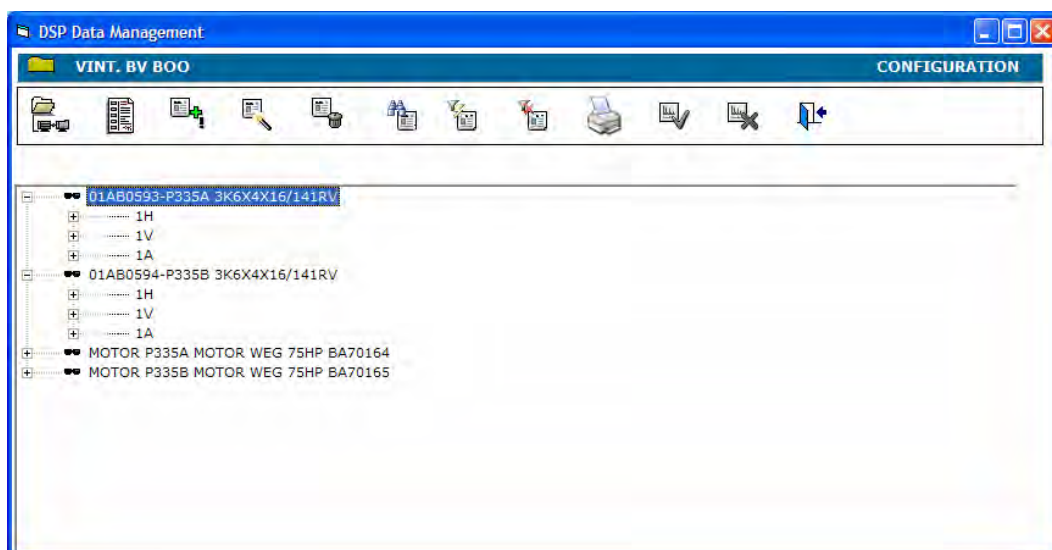 DSP Data Management
VINT. BV BOO CONFIGURATION
01AB0593-P335A 3K6X4X16/141RV
1H
1V
1A
01AB0594-P335B 3K6X4X16/141RV
1H
1V
1A
MOTOR P335A MOTOR WEG 75HP BA70164
MOTOR P335B MOTOR WEG 75HP BA70165